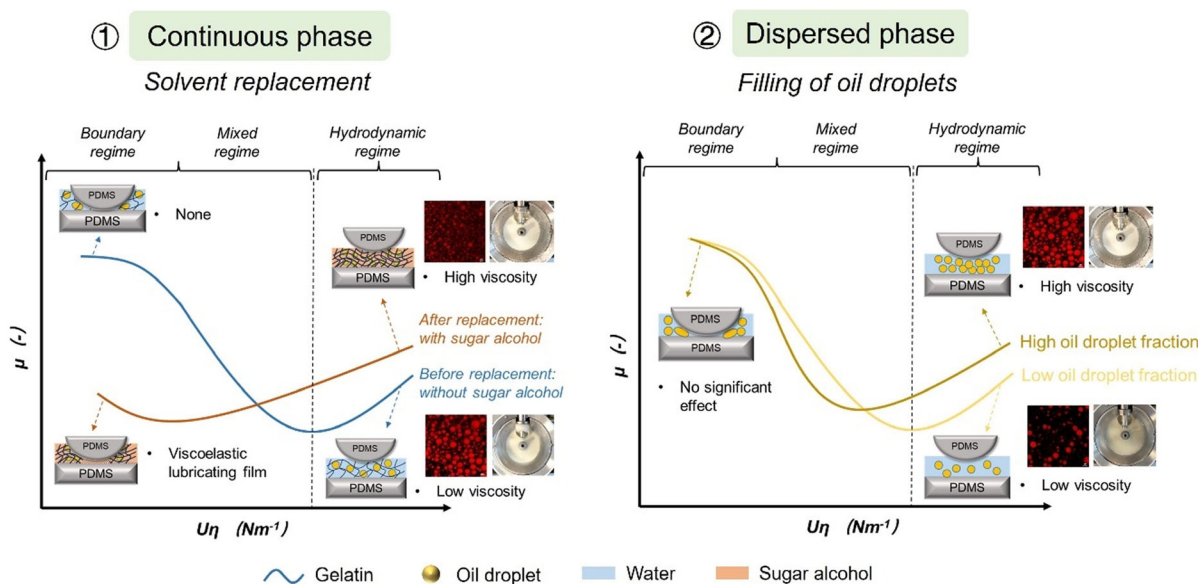 ① Continuous phase
Solvent replacement
Boundary
regime
Mixed
regime
Hydrodynamic
regime
PDMS
PDMS
• None
PDMS
PDMS
• High viscosity
After replacement:
with sugar alcohol
Before replacement:
without sugar alcohol
PDMS
PDMS
• Viscoelastic
lubricating film
PDMS
PDMS
• Low viscosity
μ (-)
Uη (Nm⁻¹)
② Dispersed phase
Filling of oil droplets
Boundary
regime
Mixed
regime
Hydrodynamic
regime
PDMS
PDMS
• High viscosity
PDMS
PDMS
• No significant
effect
High oil droplet fraction
Low oil droplet fraction
PDMS
PDMS
• Low viscosity
μ (-)
Uη (Nm⁻¹)
Gelatin
Oil droplet
Water
Sugar alcohol